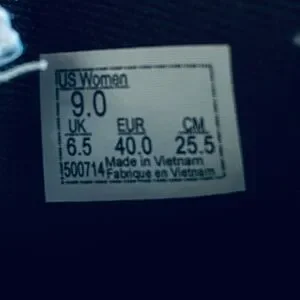 US Women
9.0
UK EUR CM
6.5 40.0 25.5
500714 Made in Vietnam
Fabrique en Vietnam